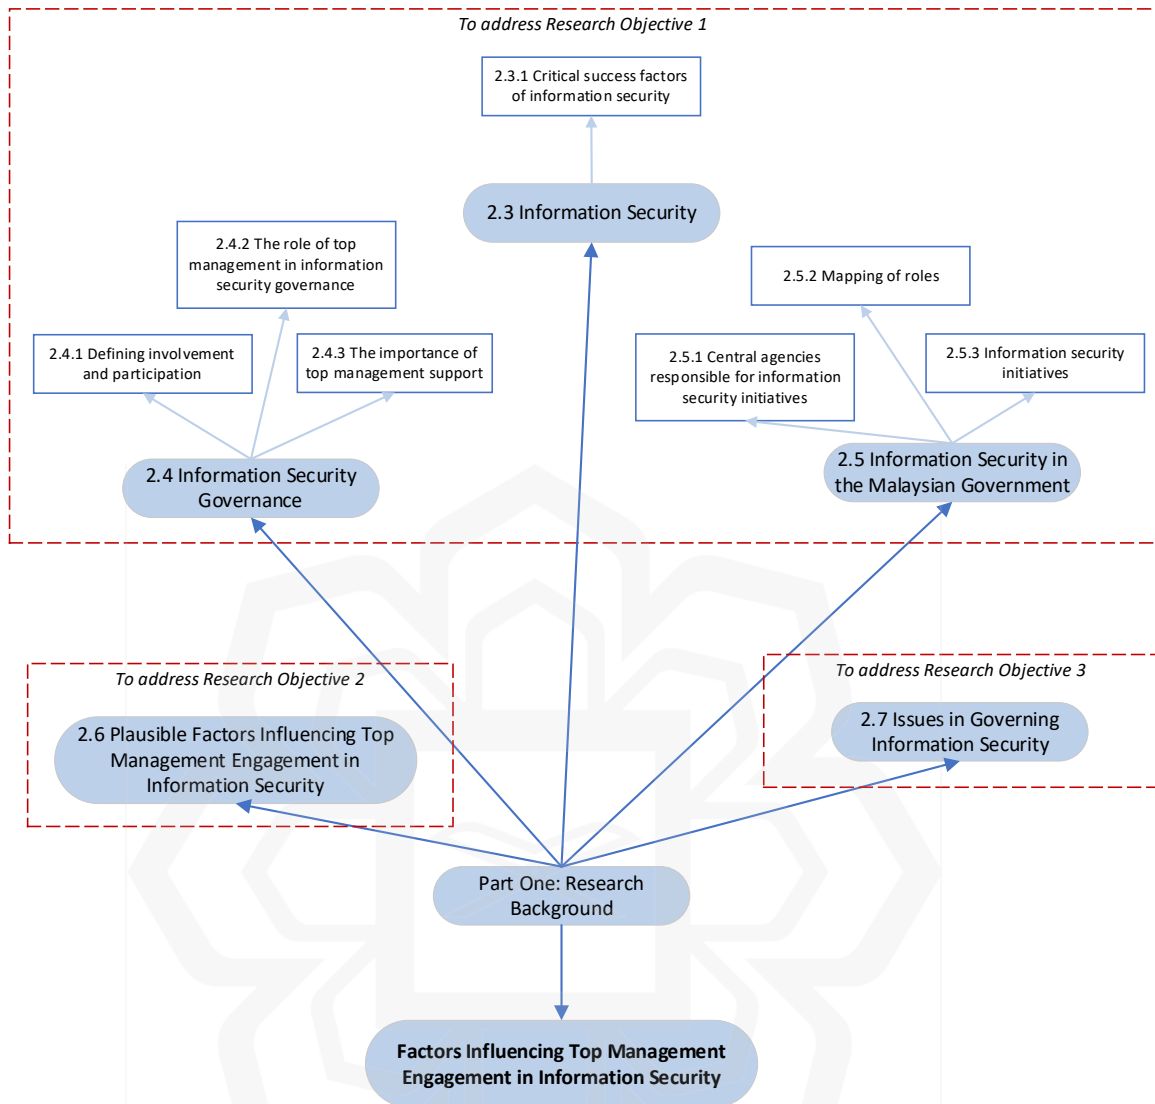 To address Research Objective 1
2.3.1 Critical success factors
of information security
2.3 Information Security
2.4.2 The role of top
management in information
security governance
2.4.1 Defining involvement
and participation
2.4.3 The importance of
top management support
2.4 Information Security
Governance
2.5.2 Mapping of roles
2.5.1 Central agencies
responsible for information
security initiatives
2.5.3 Information security
initiatives
2.5 Information Security in
the Malaysian Government
To address Research Objective 2
2.6 Plausible Factors Influencing Top
Management Engagement in
Information Security
To address Research Objective 3
2.7 Issues in Governing
Information Security
Part One: Research
Background
Factors Influencing Top Management
Engagement in Information Security